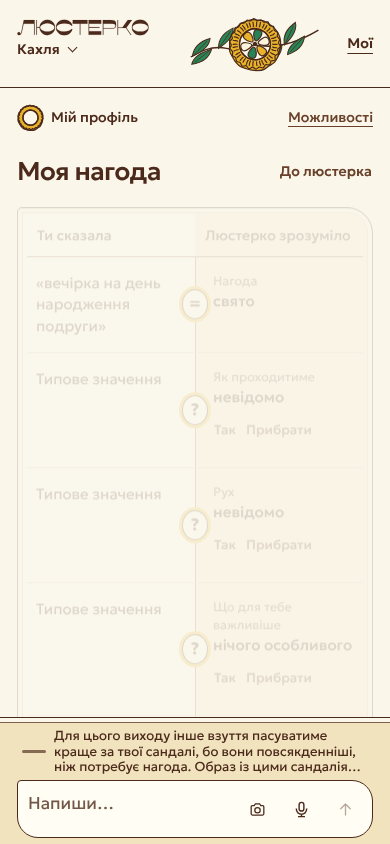 ЛЮСТЕРКО
Кахля
Мої
Мій профіль
Можливості
Моя нагода
До люстерка
Ти сказала
Люстерко зрозуміло
«вечірка на день
народження
подруги»
=
Нагода
свято
Типове значення
?
Як проходитиме
невідомо
Так Прибрати
Типове значення
?
Рух
невідомо
Так Прибрати
Типове значення
?
Що для тебе
важливіше
нічого особливого
Так Прибрати
Для цього виходу інше взуття пасуватиме
краще за твої сандалі, бо вони повсякденніші,
ніж потребує нагода. Образ із цими сандалія…
Напиши…